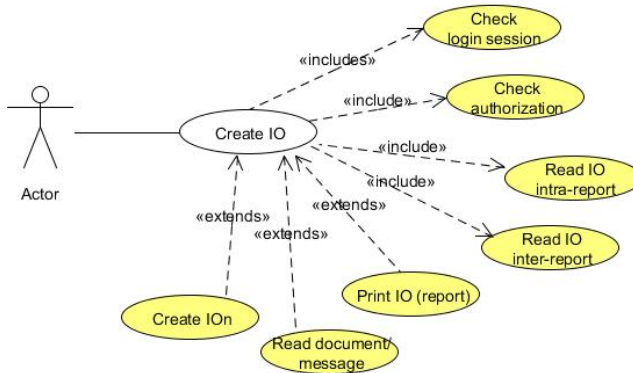 Check
login session
«includes»
Check
authorization
«include»
Create IO
«include»
Actor
Read IO
intra-report
«include»
«extends»
«extends»
«extends»
Read IO
inter-report
Print IO (report)
Create IOn
Read document/
message